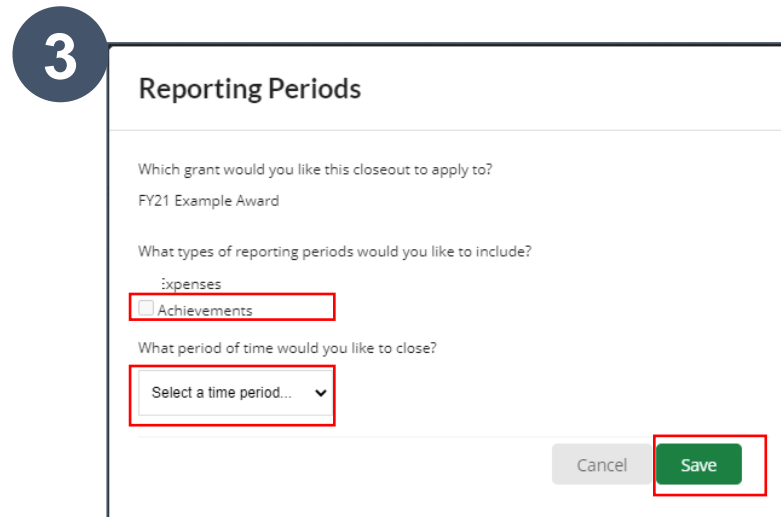 3
Reporting Periods
Which grant would you like this closeout to apply to?
FY21 Example Award
What types of reporting periods would you like to include?
Expenses
Achievements
What period of time would you like to close?
Select a time period...
Cancel Save